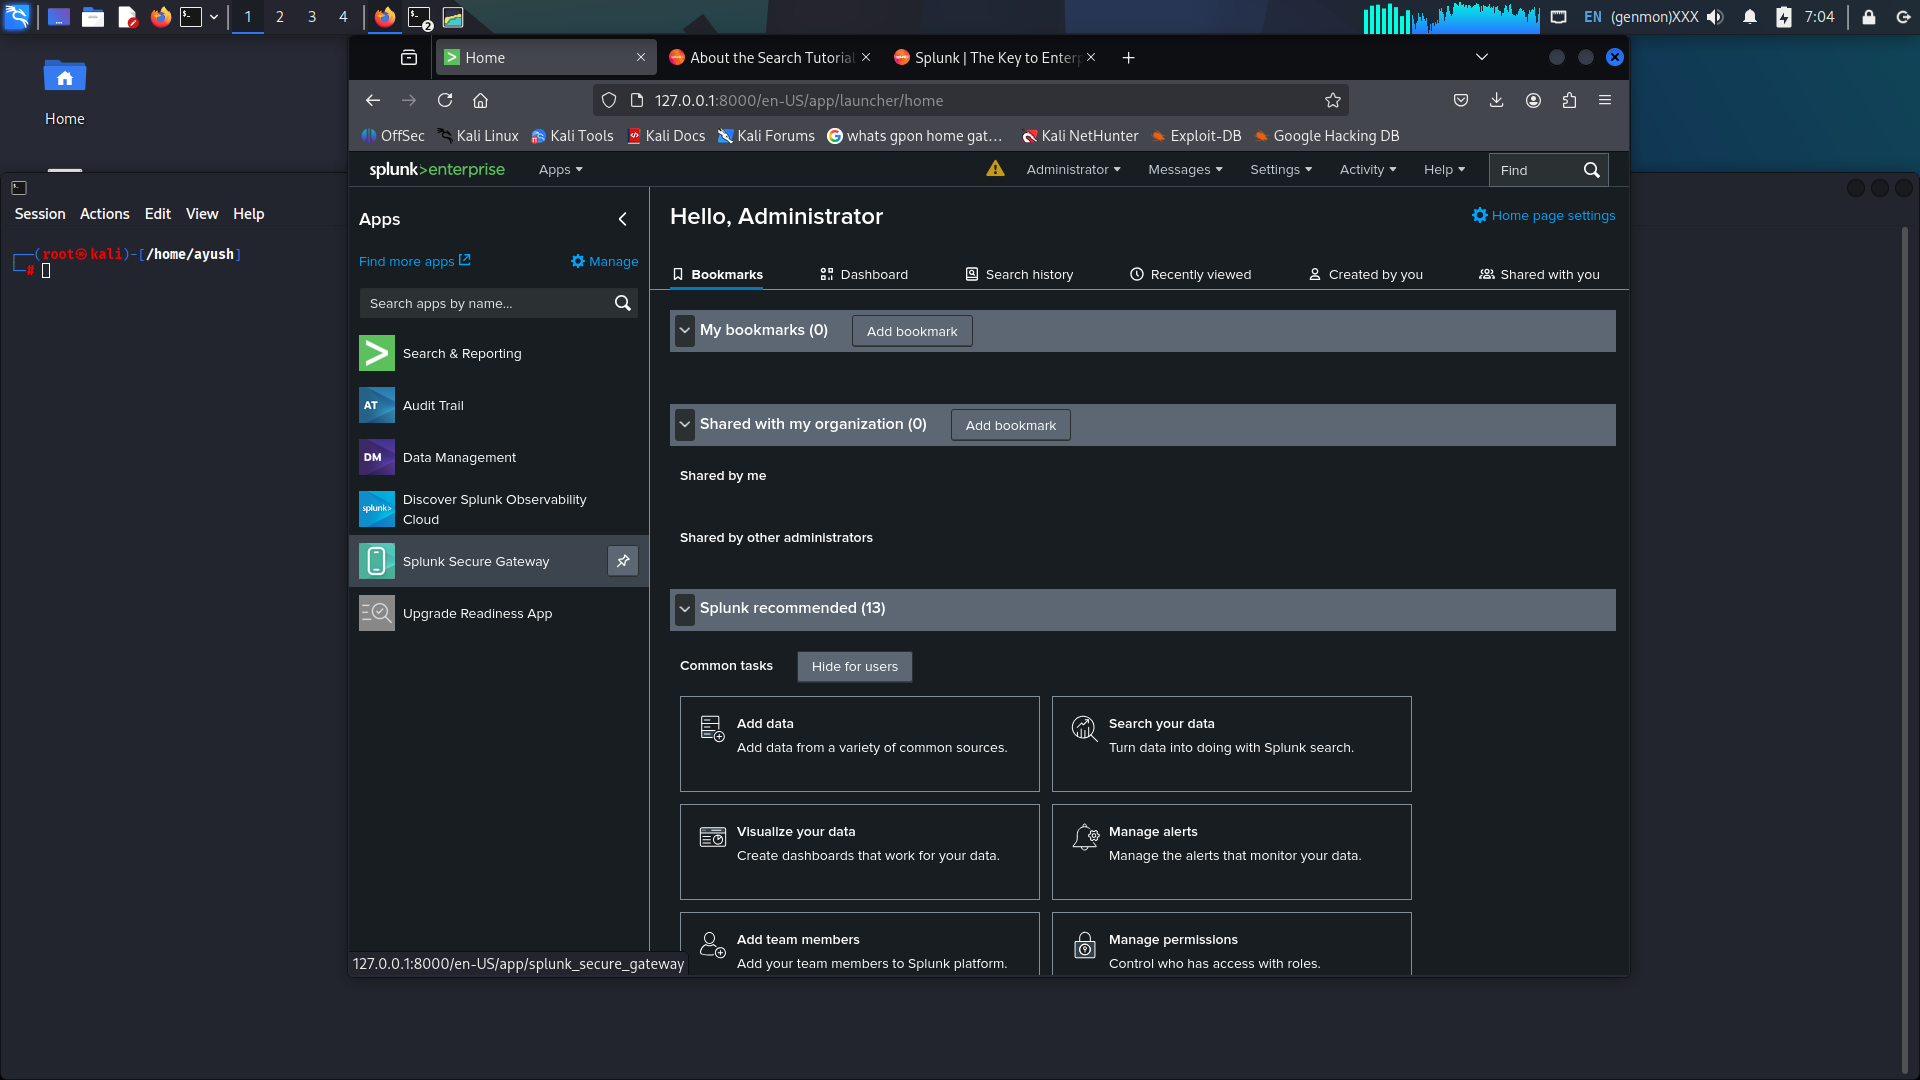 1 2 3 4 2 EN (genmon)XXX 7:04
Home
Home About the Search Tutorial Splunk | The Key to Enterp
127.0.0.1:8000/en-US/app/launcher/home
OffSec Kali Linux Kali Tools Kali Docs Kali Forums whats gpon home gat… Kali NetHunter Exploit-DB Google Hacking DB
splunk>enterprise Apps Administrator Messages Settings Activity Help Find
Session Actions Edit View Help
(root㉿kali)-[/home/ayush]
#
Apps
Find more apps Manage
Search apps by name...
Search & Reporting
AT Audit Trail
DM Data Management
splunk> Discover Splunk Observability
Cloud
Splunk Secure Gateway
Upgrade Readiness App
Hello, Administrator
Home page settings
Bookmarks Dashboard Search history Recently viewed Created by you Shared with you
My bookmarks (0) Add bookmark
Shared with my organization (0) Add bookmark
Shared by me
Shared by other administrators
Splunk recommended (13)
Common tasks Hide for users
Add data
Add data from a variety of common sources.
Search your data
Turn data into doing with Splunk search.
Visualize your data
Create dashboards that work for your data.
Manage alerts
Manage the alerts that monitor your data.
Add team members
Add your team members to Splunk platform.
Manage permissions
Control who has access with roles.
127.0.0.1:8000/en-US/app/splunk_secure_gateway